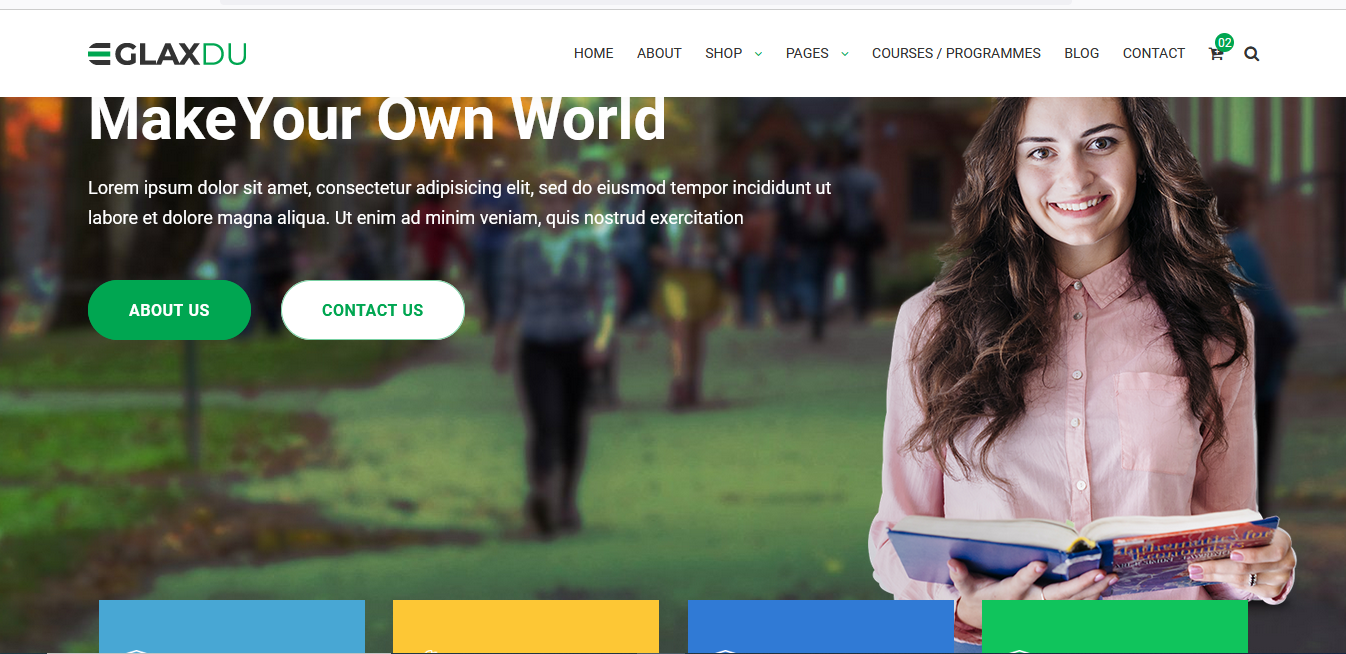 EGLAXDU
HOME ABOUT SHOP PAGES COURSES / PROGRAMMES BLOG CONTACT 02
MakeYour Own World
Lorem ipsum dolor sit amet, consectetur adipisicing elit, sed do eiusmod tempor incididunt ut
labore et dolore magna aliqua. Ut enim ad minim veniam, quis nostrud exercitation
ABOUT US CONTACT US